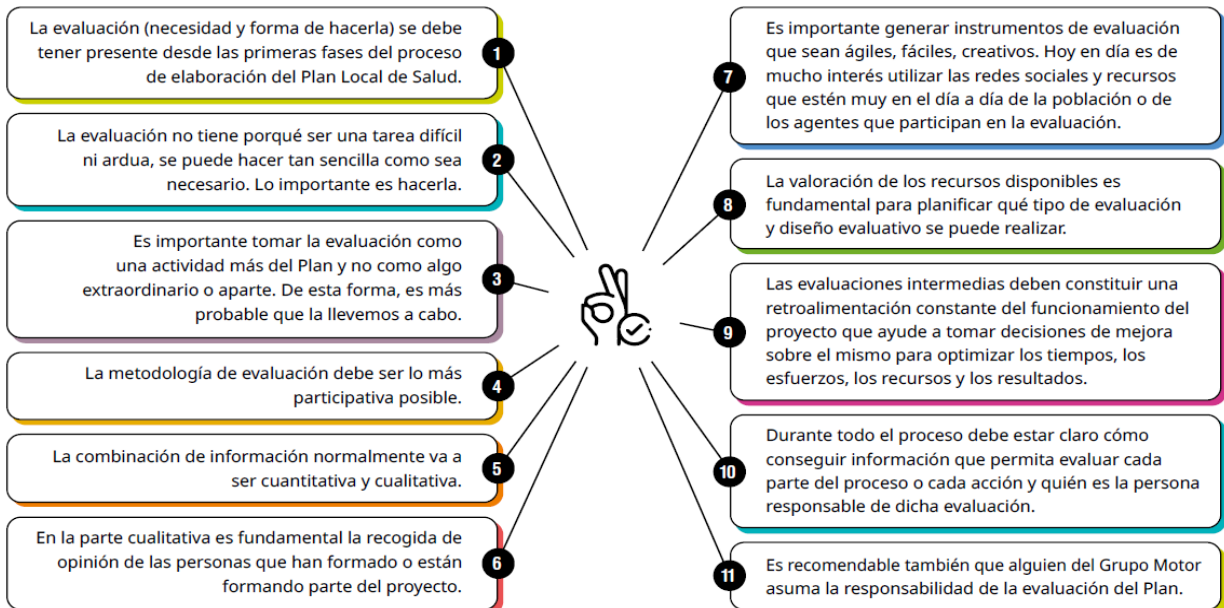 La evaluación (necesidad y forma de hacerla) se debe
tener presente desde las primeras fases del proceso
de elaboración del Plan Local de Salud.
1
La evaluación no tiene porqué ser una tarea difícil
ni ardua, se puede hacer tan sencilla como sea
necesario. Lo importante es hacerla.
2
Es importante tomar la evaluación como
una actividad más del Plan y no como algo
extraordinario o aparte. De esta forma, es más
probable que la llevemos a cabo.
3
La metodología de evaluación debe ser lo más
participativa posible.
4
La combinación de información normalmente va a
ser cuantitativa y cualitativa.
5
En la parte cualitativa es fundamental la recogida de
opinión de las personas que han formado o están
formando parte del proyecto.
6
Es importante generar instrumentos de evaluación
que sean ágiles, fáciles, creativos. Hoy en día es de
mucho interés utilizar las redes sociales y recursos
que estén muy en el día a día de la población o de
los agentes que participan en la evaluación.
7
La valoración de los recursos disponibles es
fundamental para planificar qué tipo de evaluación
y diseño evaluativo se puede realizar.
8
Las evaluaciones intermedias deben constituir una
retroalimentación constante del funcionamiento del
proyecto que ayude a tomar decisiones de mejora
sobre el mismo para optimizar los tiempos, los
esfuerzos, los recursos y los resultados.
9
Durante todo el proceso debe estar claro cómo
conseguir información que permita evaluar cada
parte del proceso o cada acción y quién es la persona
responsable de dicha evaluación.
10
Es recomendable también que alguien del Grupo Motor
asuma la responsabilidad de la evaluación del Plan.
11